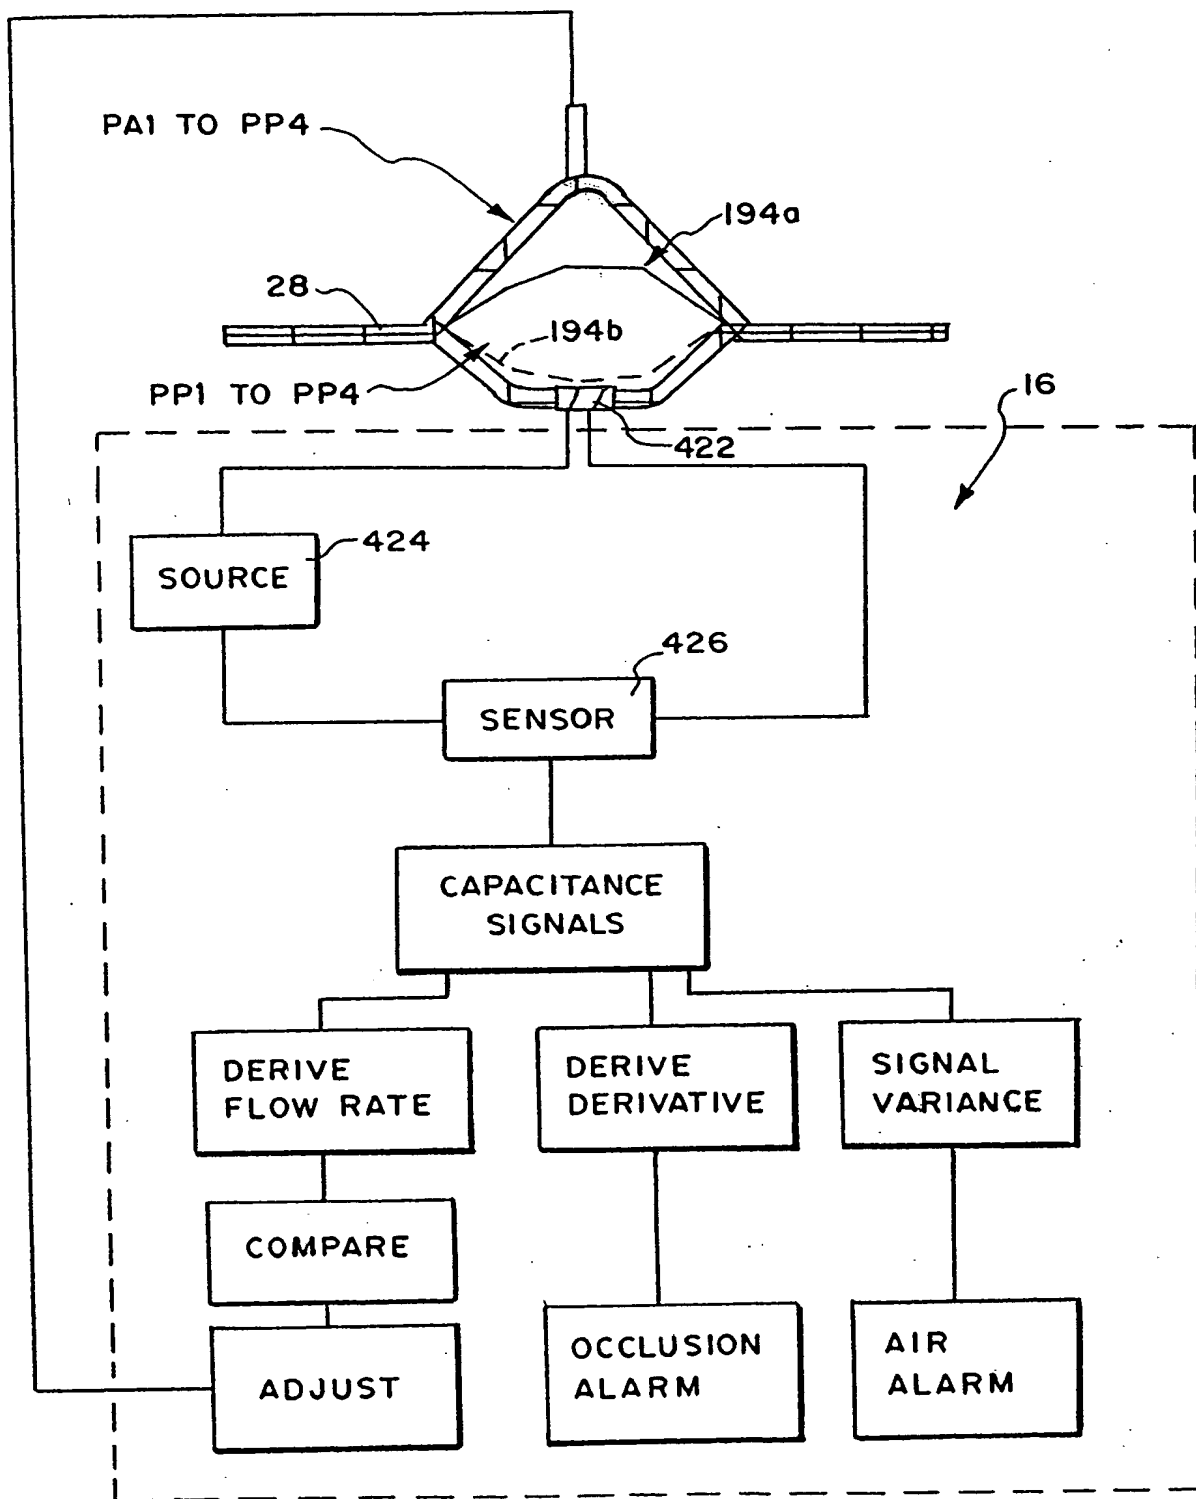 PA1 TO PP4
194a
28
194b
PP1 TO PP4
16
422
424
SOURCE
426
SENSOR
CAPACITANCE
SIGNALS
DERIVE
FLOW RATE
DERIVE
DERIVATIVE
SIGNAL
VARIANCE
COMPARE
ADJUST
OCCLUSION
ALARM
AIR
ALARM